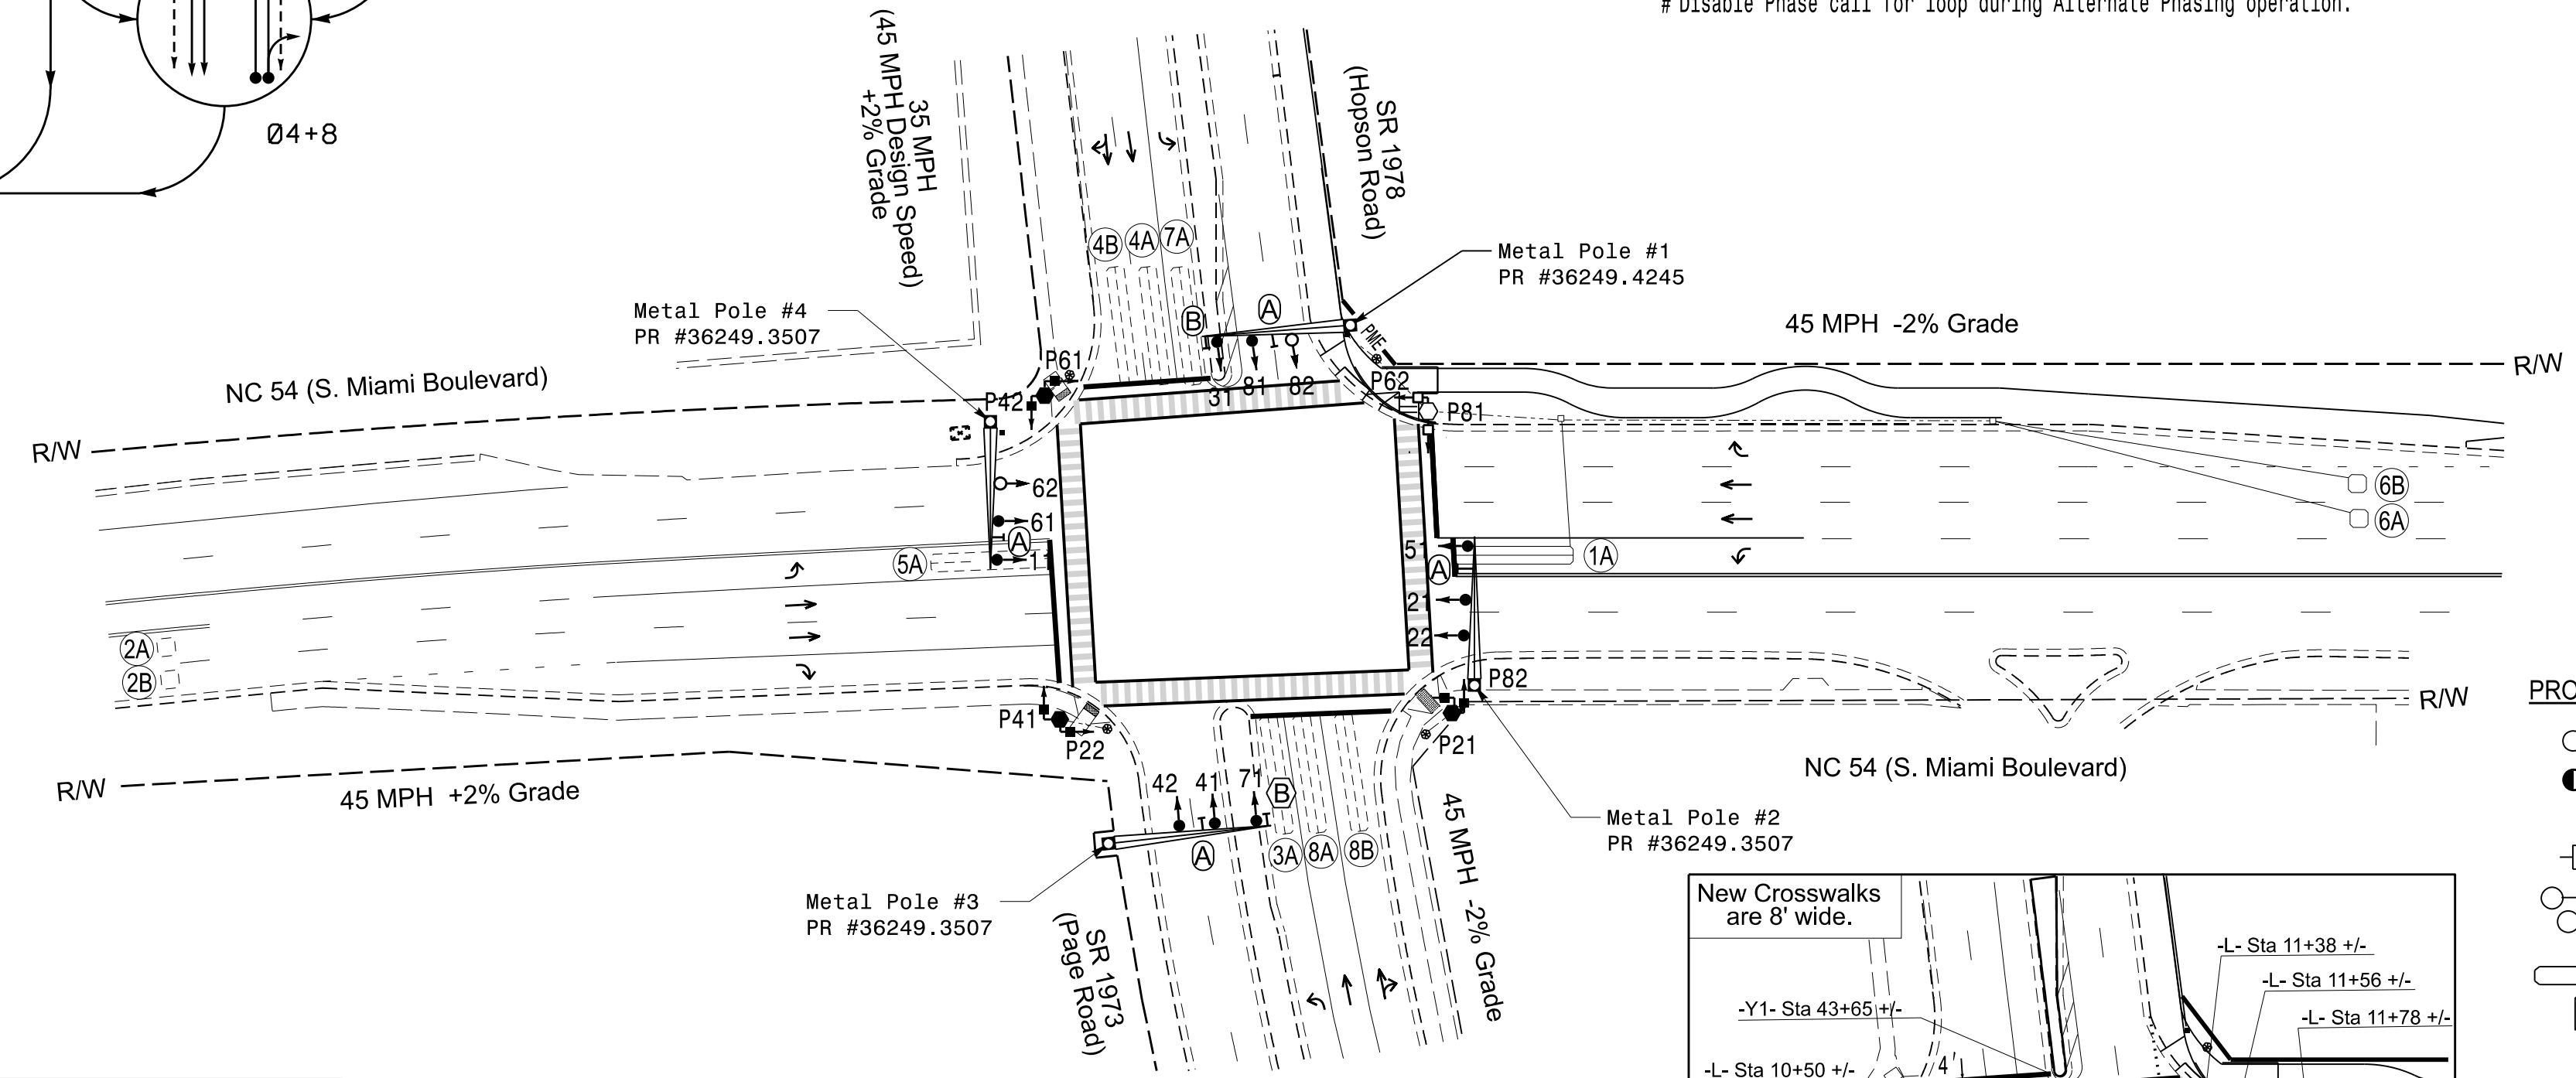 # Disable Phase call for loop during Alternate Phasing operation.
Ø4+8
35 MPH
(45 MPH Design Speed)
+2% Grade
SR 1978
(Hopson Road)
4B
4A
7A
Metal Pole #1
PR #36249.4245
Metal Pole #4
PR #36249.3507
B
A
PME
45 MPH -2% Grade
R/W
NC 54 (S. Miami Boulevard)
P61
P62
P42
31
81
82
P81
R/W
62
61
A
11
5A
51
A
1A
6B
6A
21
22
2A
2B
P82
R/W
P41
P22
P21
NC 54 (S. Miami Boulevard)
R/W
45 MPH +2% Grade
42
41
71
B
A
3A
8A
8B
45 MPH -2% Grade
Metal Pole #2
PR #36249.3507
Metal Pole #3
PR #36249.3507
SR 1973
(Page Road)
PRO
New Crosswalks
are 8' wide.
-L- Sta 11+38 +/-
-L- Sta 11+56 +/-
-Y1- Sta 43+65 +/-
-L- Sta 11+78 +/-
-L- Sta 10+50 +/-
4'